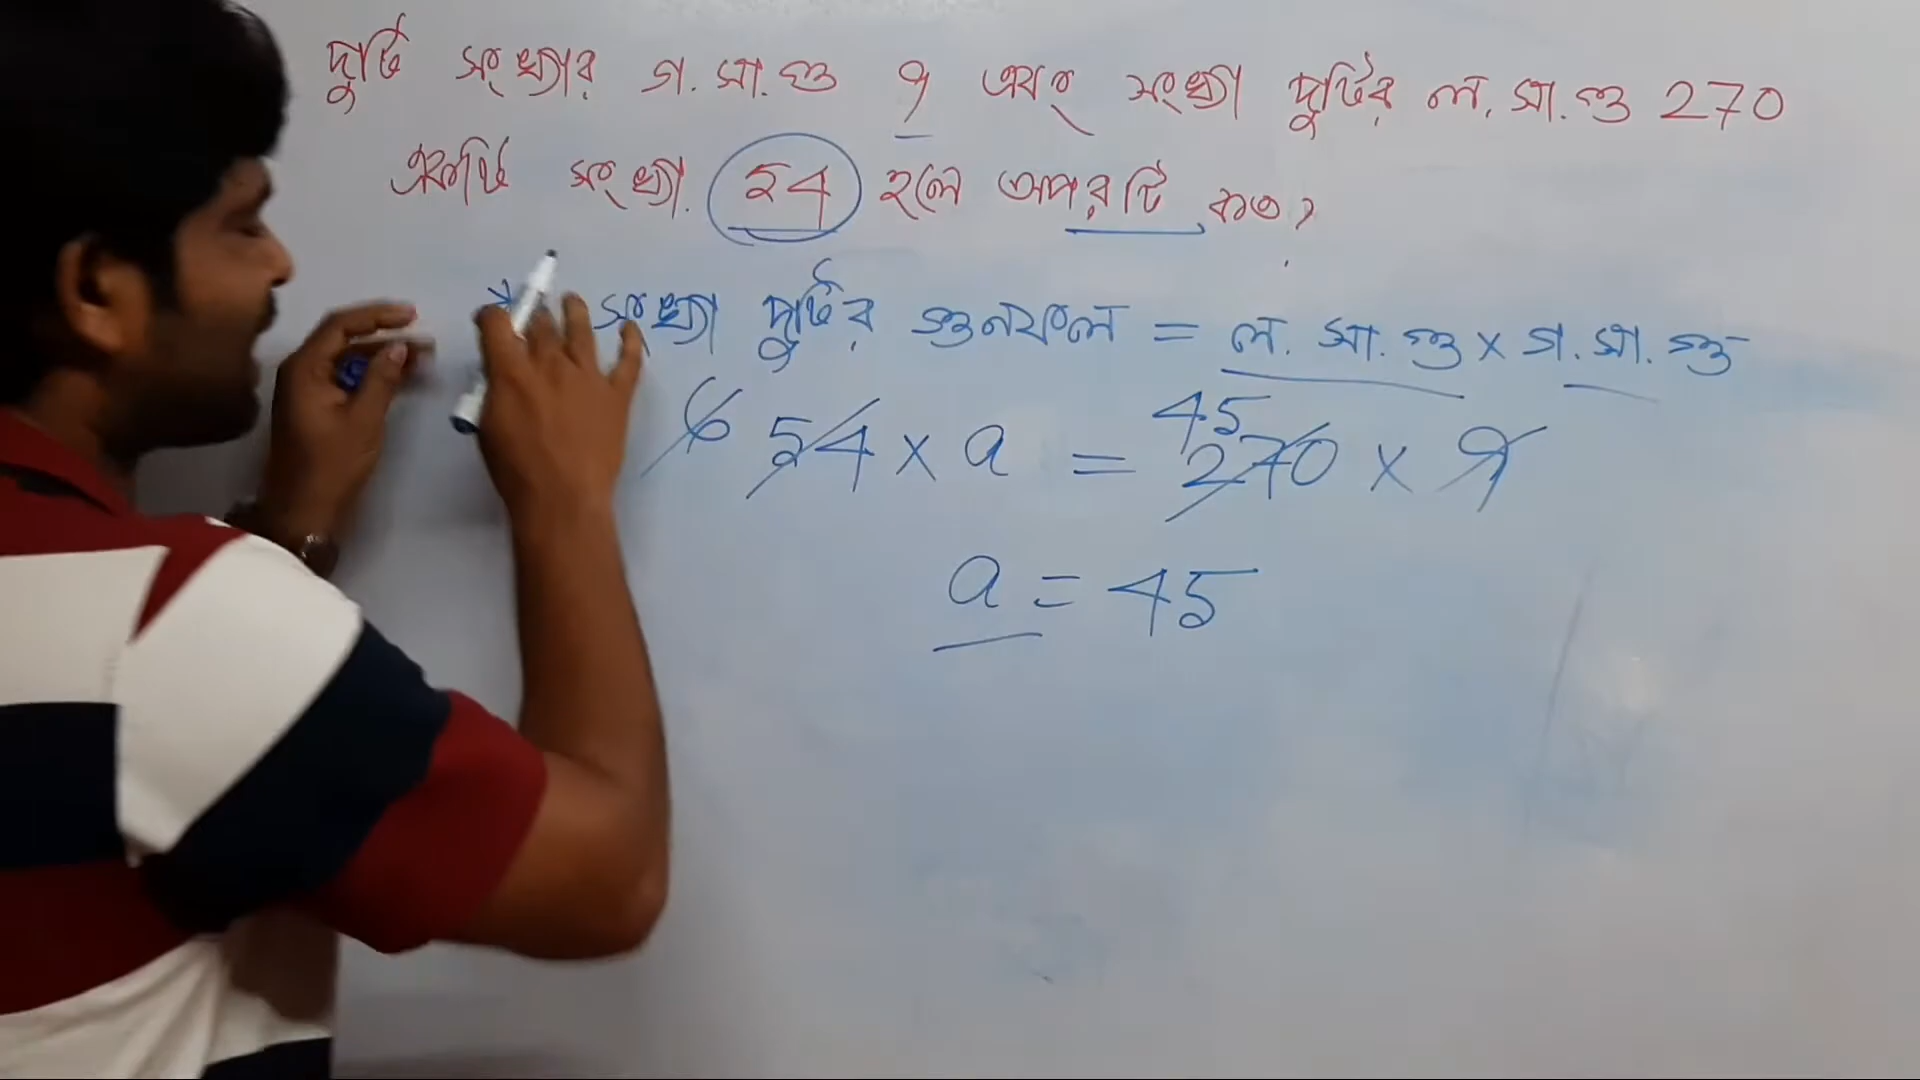 দুটি সংখ্যার গ.সা.গু 9 এবং সংখ্যা দুটির ল.সা.গু 270
একটি সংখ্যা 54 হলে অপরটি কত?
সংখ্যা দুটির গুনফল = ল.সা.গু x গ.সা.গু
6 54 x a = 45 270 x 9
a = 45